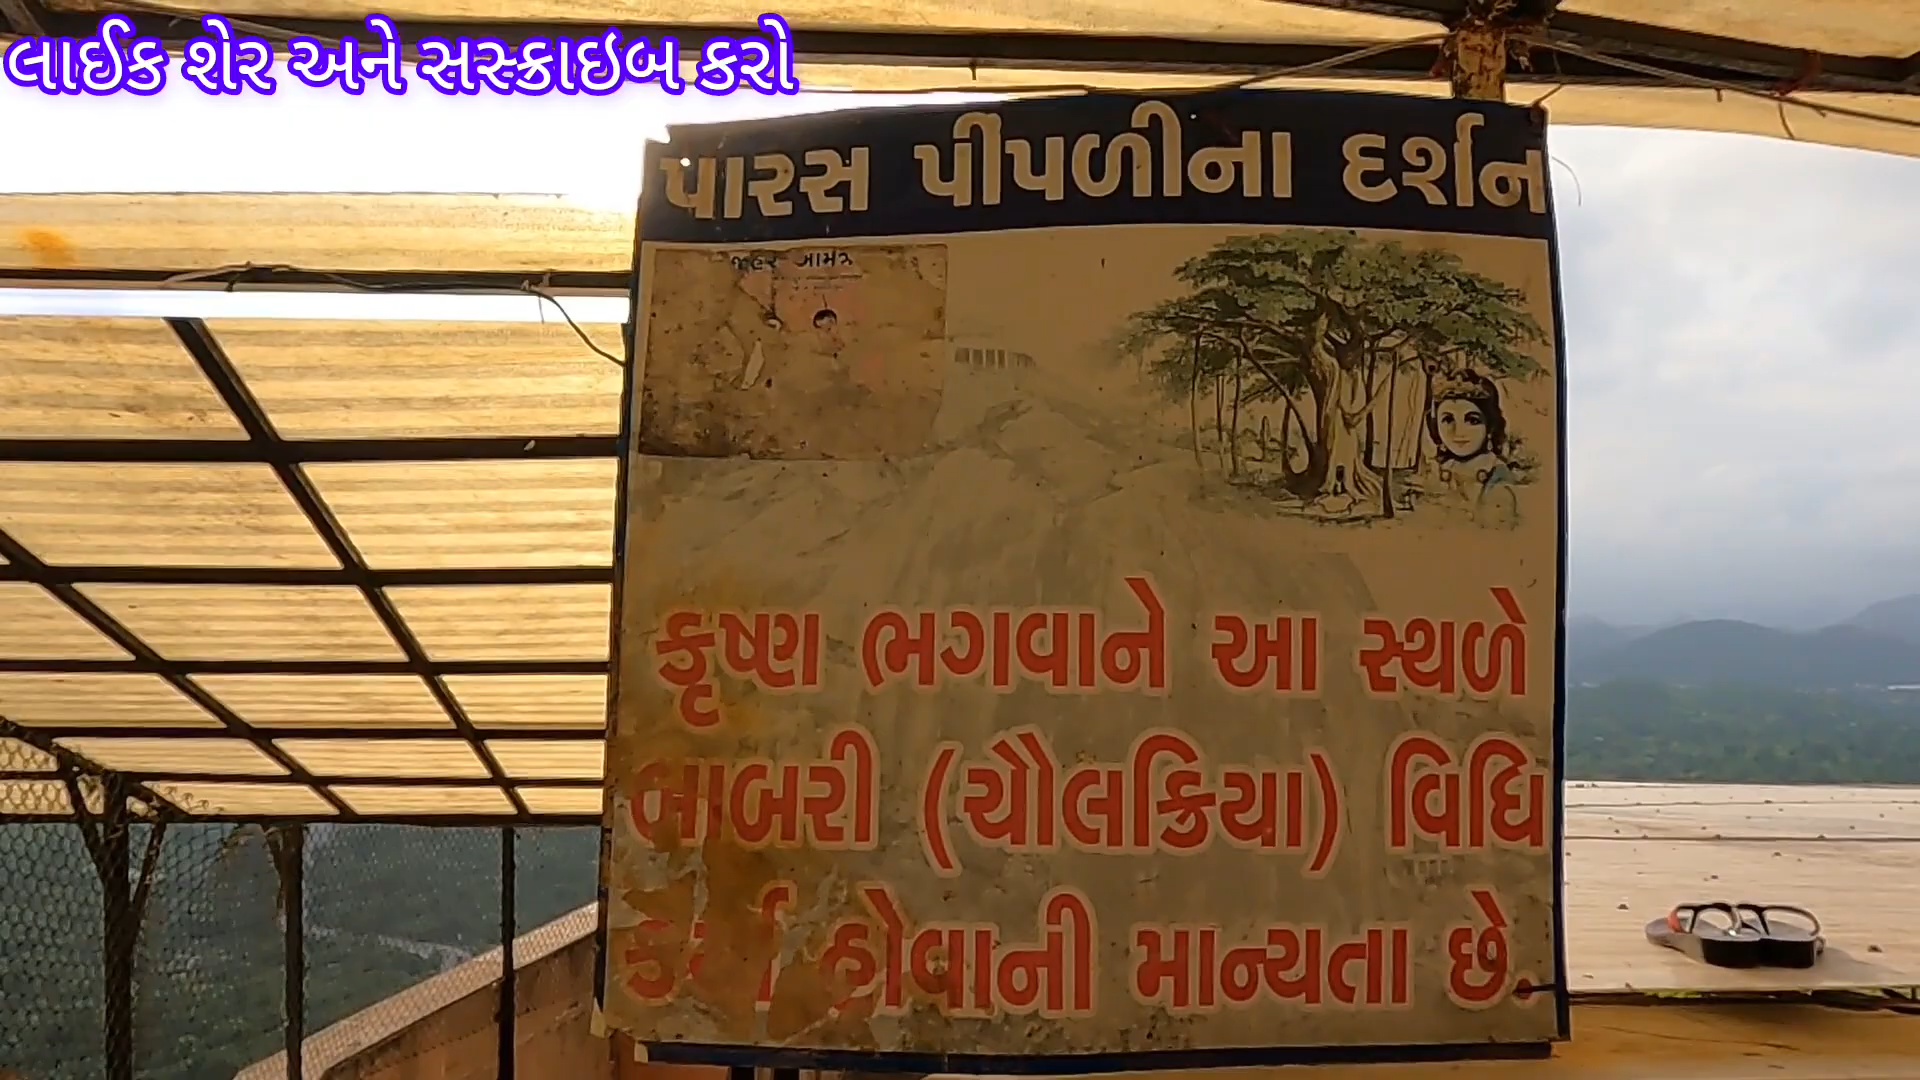 લાઈક શેર અને સસ્ક્રાઇબ કરો
પારસ પીંપળીના દર્શન
કૃષ્ણ ભગવાને આ સ્થળે
બાબરી (ચૌલક્રિયા) વિધિ
હોવાની માન્યતા છે.